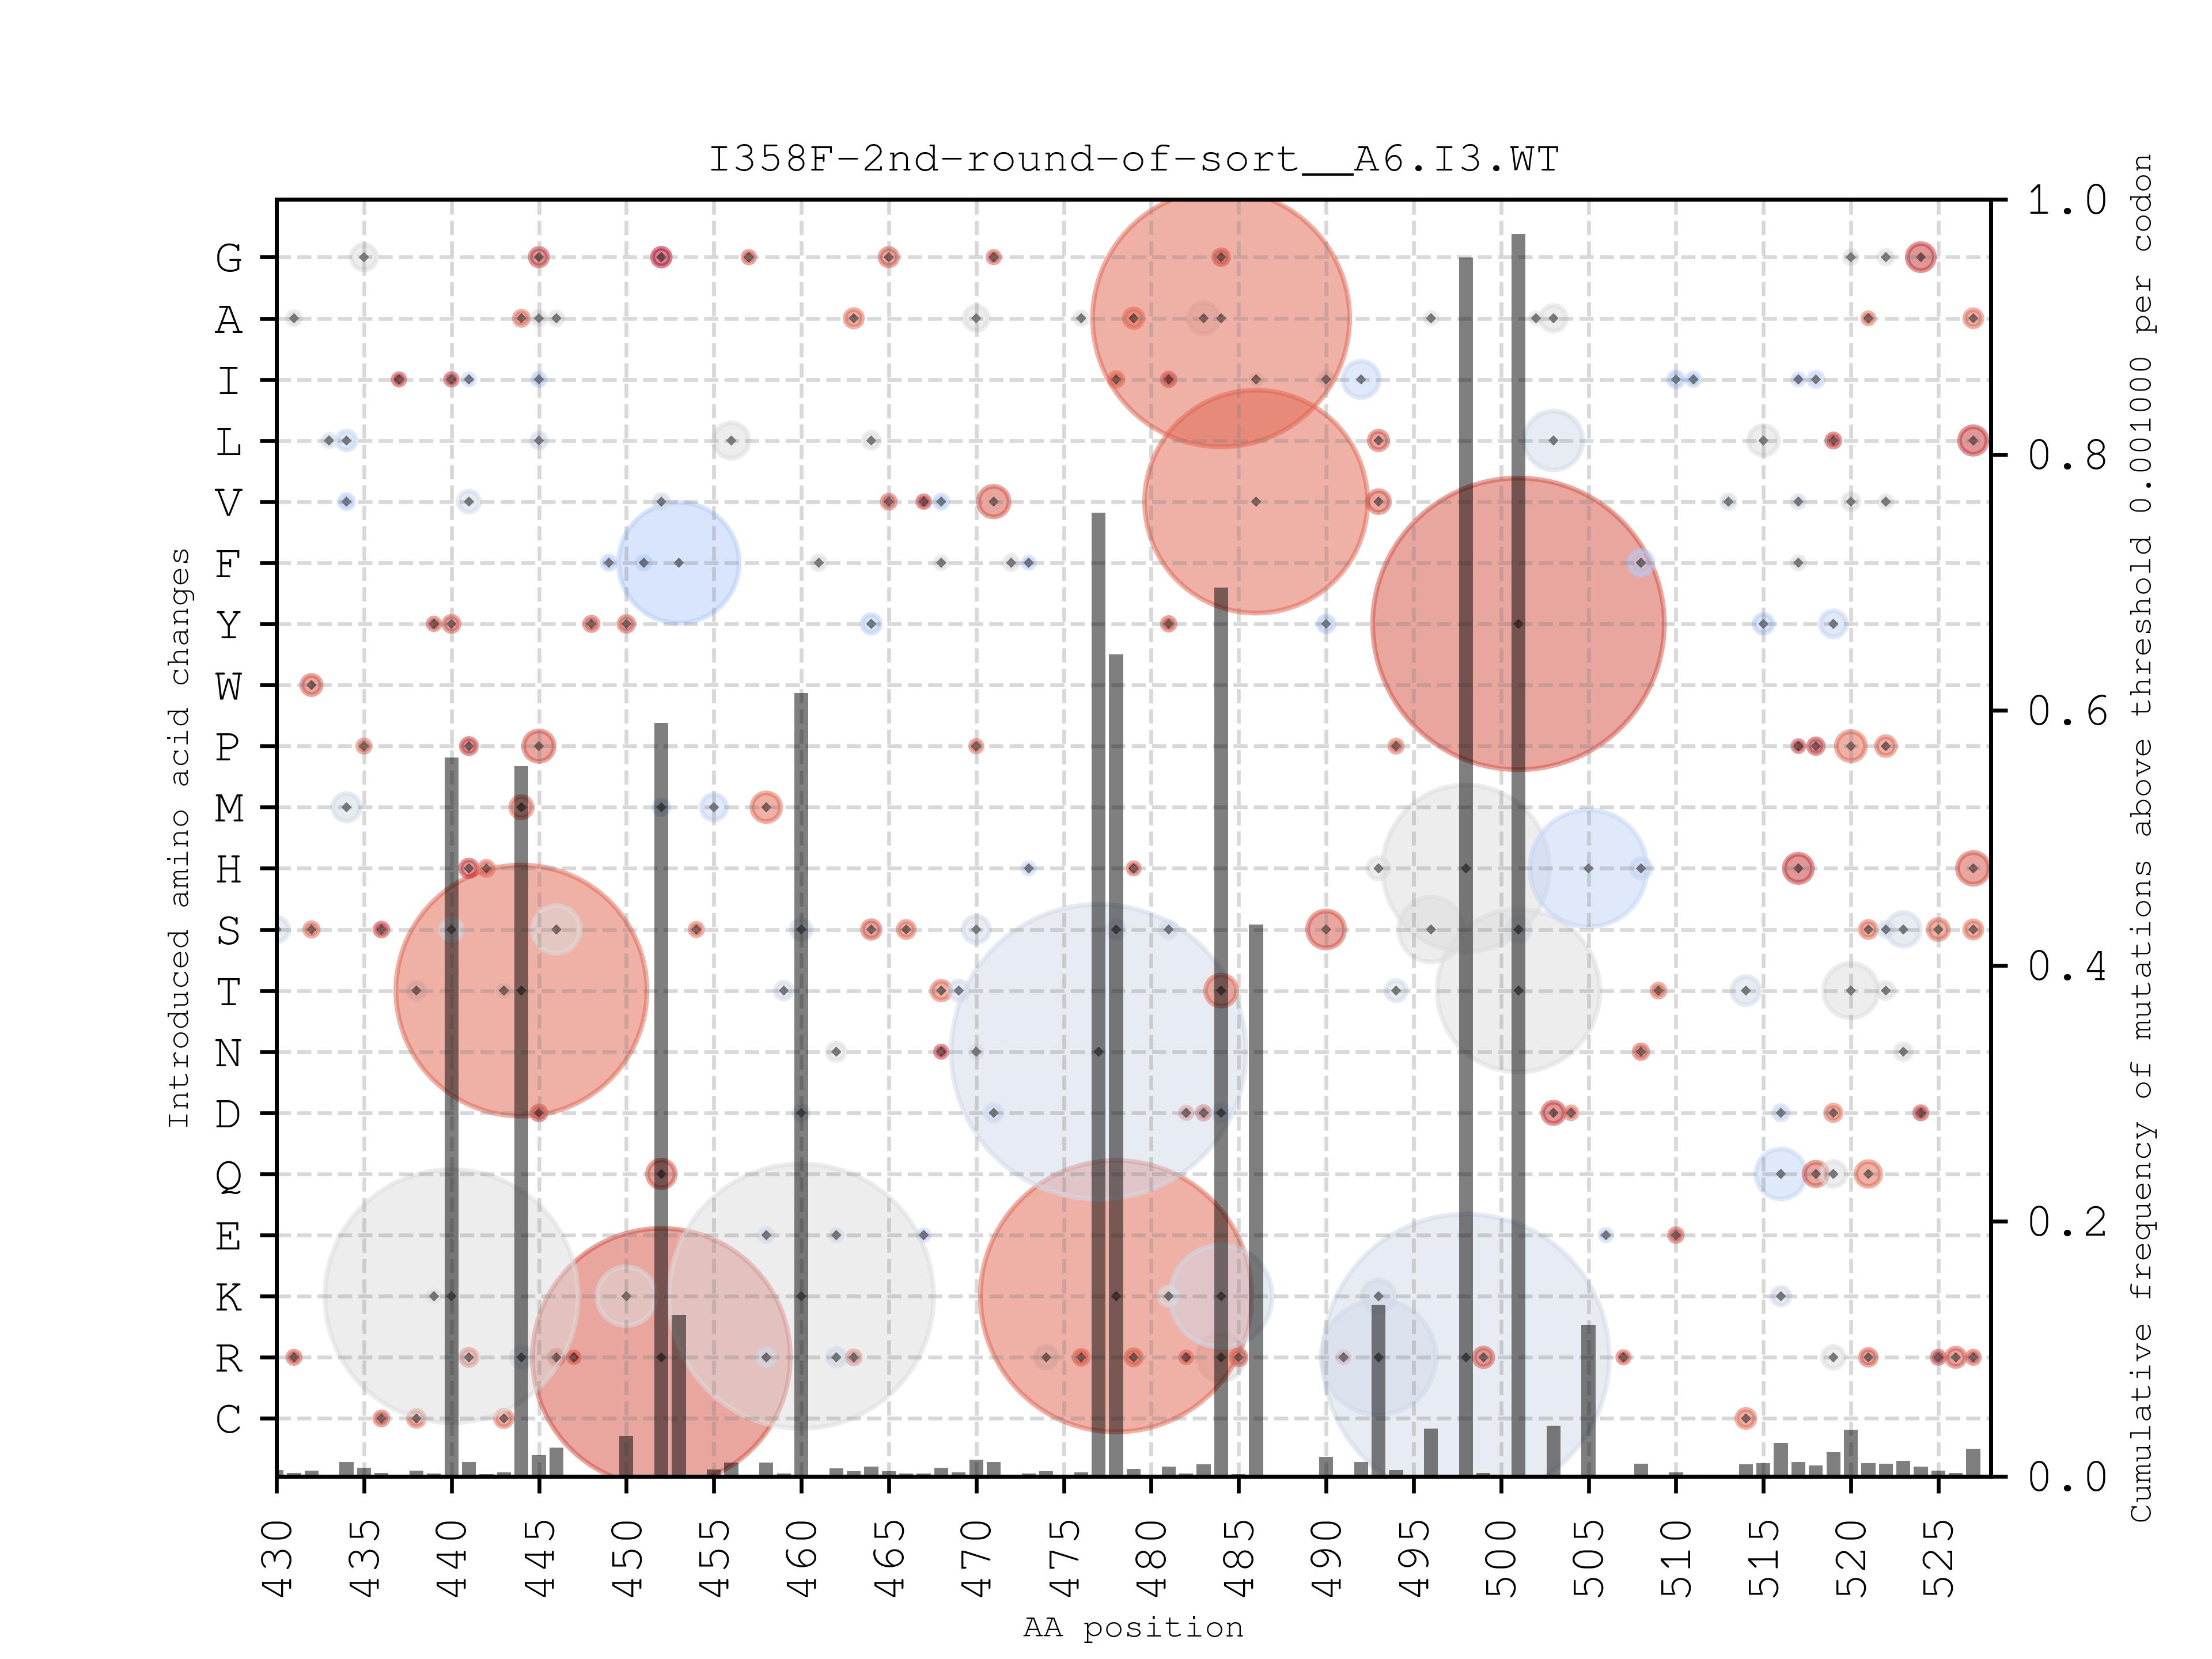 I358F-2nd-round-of-sort__A6.I3.WT
Introduced amino acid changes
G
A
I
L
V
F
Y
W
P
M
H
S
T
N
D
Q
E
K
R
C
1.0
0.8
0.6
0.4
0.2
0.0
Cumulative frequency of mutations above threshold 0.001000 per codon
430 435 440 445 450 455 460 465 470 475 480 485 490 495 500 505 510 515 520 525
AA position